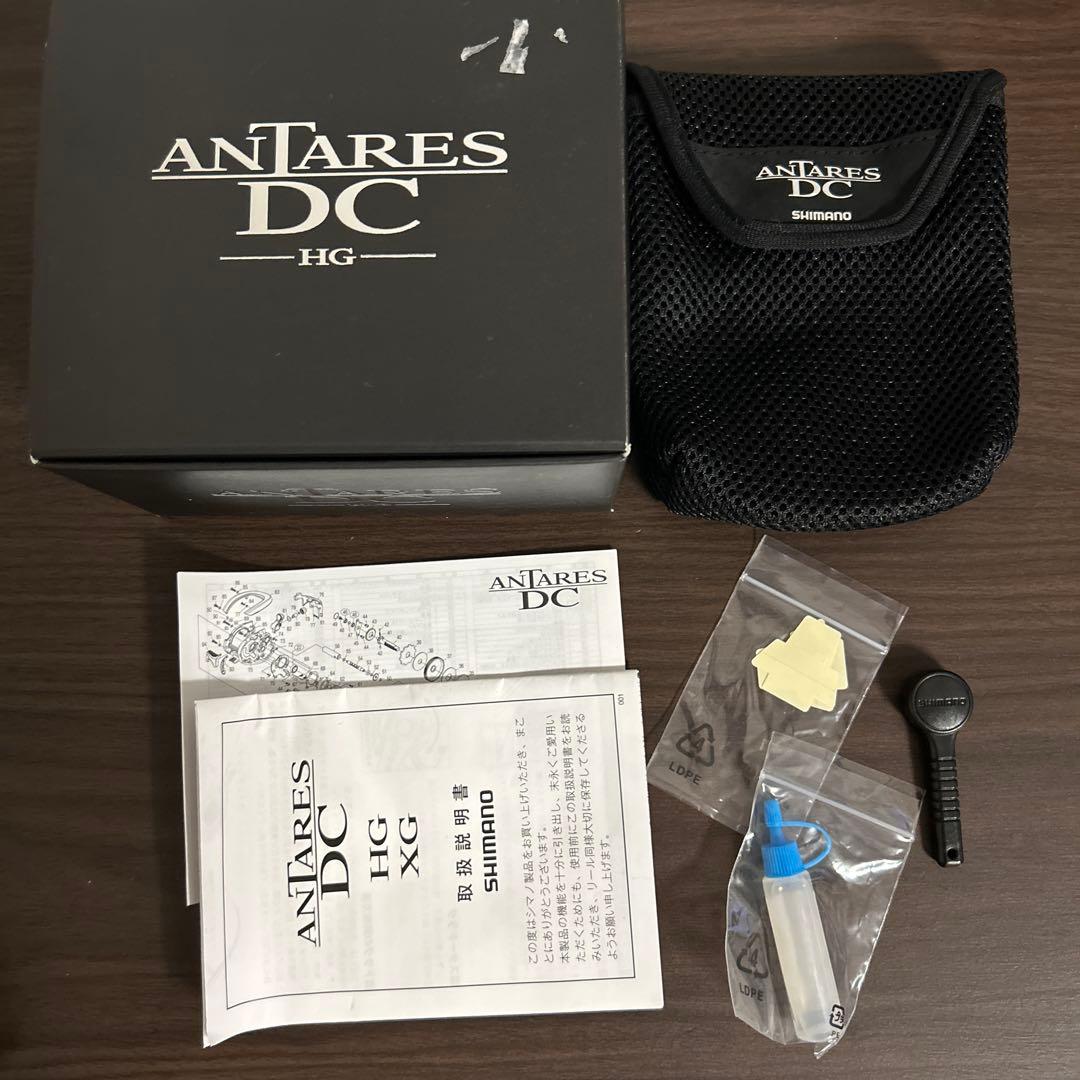 ANTARES
DC
HG
ANTARES
DC
SHIMANO
ANTARES
ANTARES
DC
001
ANTARES
DC
HG
XG
取扱説明書
SHIMANO
この度はシマノ製品をお買い上げいただき、まこ
とにありがとうございます。
本製品の機能を十分に引き出し、末永くご愛用い
ただくためにも、使用前にこの取扱説明書をお読
みいただき、リール同様大切に保存してくださる
ようお願い申し上げます。
4
LDPE
SHIMANO
4
LDPE
PE